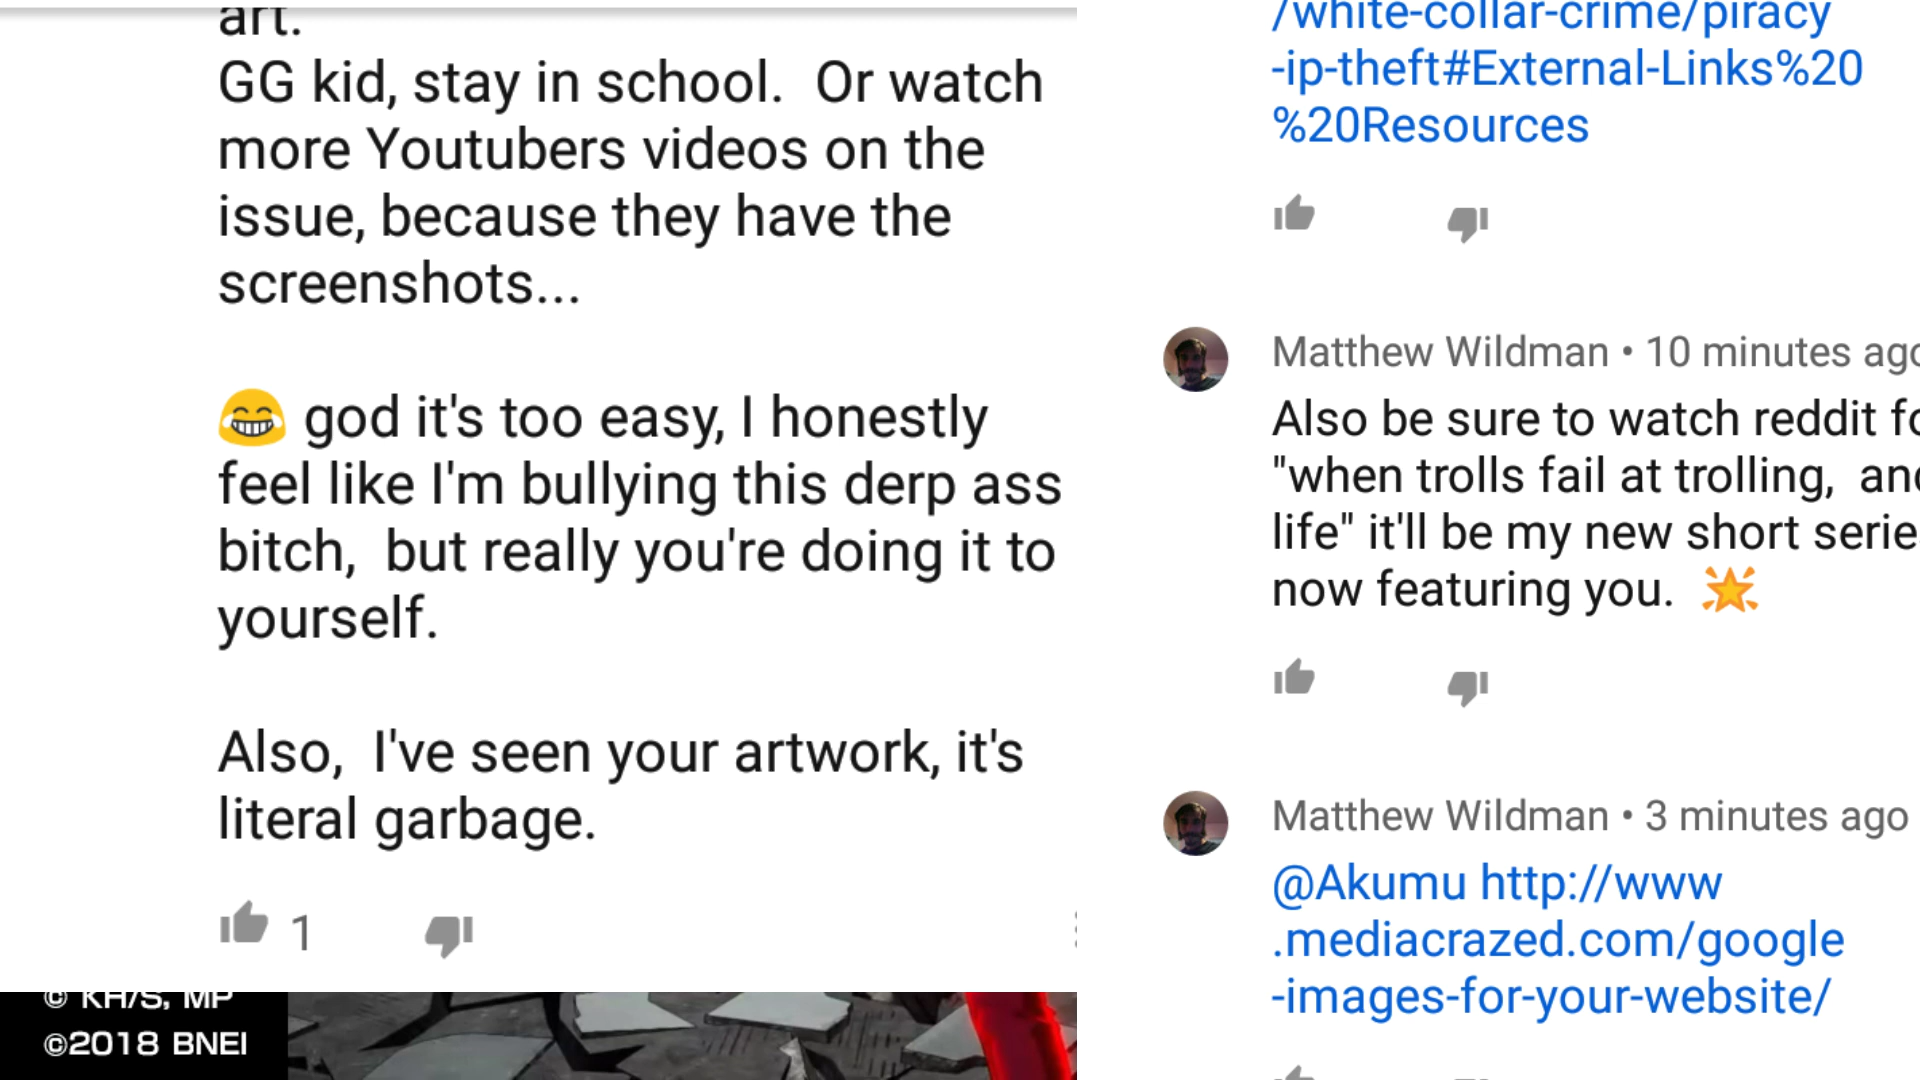 art.
GG kid, stay in school.  Or watch
more Youtubers videos on the
issue, because they have the
screenshots...
😂 god it's too easy, I honestly
feel like I'm bullying this derp ass
bitch,  but really you're doing it to
yourself.
Also,  I've seen your artwork, it's
literal garbage.
1
© KH/S, MP
©2018 BNEI
/white-collar-crime/piracy
-ip-theft#External-Links%20
%20Resources
Matthew Wildman • 10 minutes ago
Also be sure to watch reddit
"when trolls fail at trolling,
life" it'll be my new short
now featuring you. 🌟
Matthew Wildman • 3 minutes ago
@Akumu http://www
.mediacrazed.com/google
-images-for-your-website/